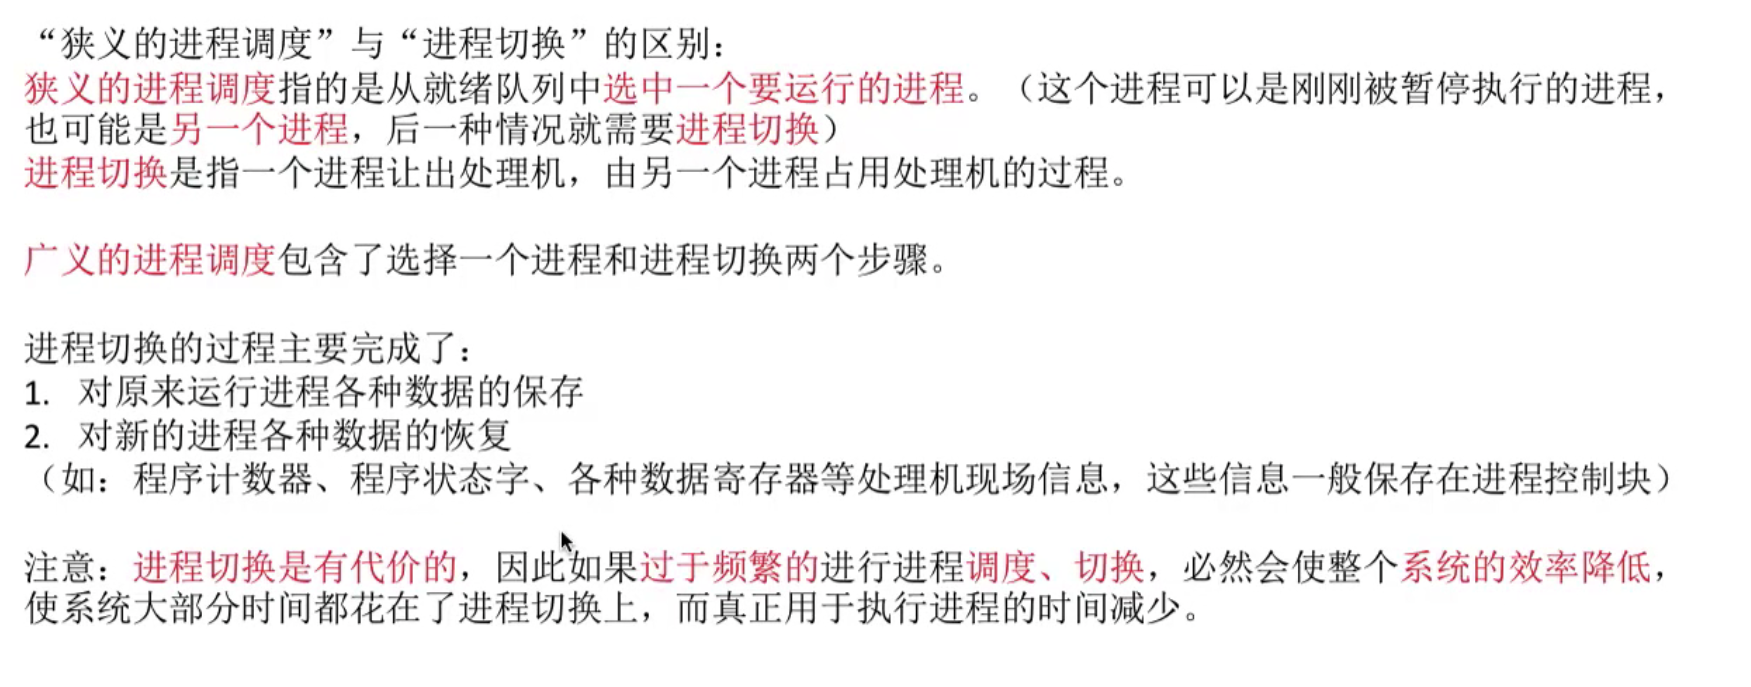 “狭义的进程调度”与“进程切换”的区别：
狭义的进程调度指的是从就绪队列中选中一个要运行的进程。（这个进程可以是刚刚被暂停执行的进程，
也可能是另一个进程，后一种情况就需要进程切换）
进程切换是指一个进程让出处理机，由另一个进程占用处理机的过程。
广义的进程调度包含了选择一个进程和进程切换两个步骤。
进程切换的过程主要完成了：
1. 对原来运行进程各种数据的保存
2. 对新的进程各种数据的恢复
（如：程序计数器、程序状态字、各种数据寄存器等处理机现场信息，这些信息一般保存在进程控制块）
注意：进程切换是有代价的，因此如果过于频繁的进行进程调度、切换，必然会使整个系统的效率降低，
使系统大部分时间都花在了进程切换上，而真正用于执行进程的时间减少。